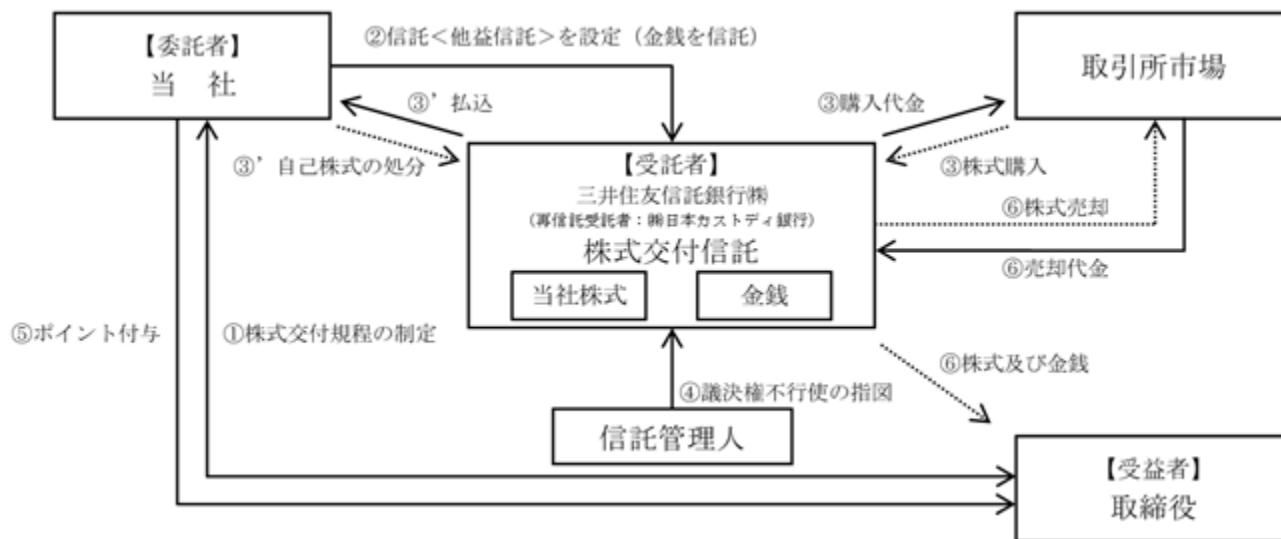 【委託者】
当 社
②信託<他益信託>を設定（金銭を信託）
取引所市場
③’払込
③’自己株式の処分
③購入代金
③株式購入
【受託者】
三井住友信託銀行㈱
（再信託受託者：㈱日本カストディ銀行）
株式交付信託
当社株式
金銭
⑥株式売却
⑥売却代金
⑤ポイント付与
①株式交付規程の制定
④議決権不行使の指図
⑥株式及び金銭
信託管理人
【受益者】
取締役